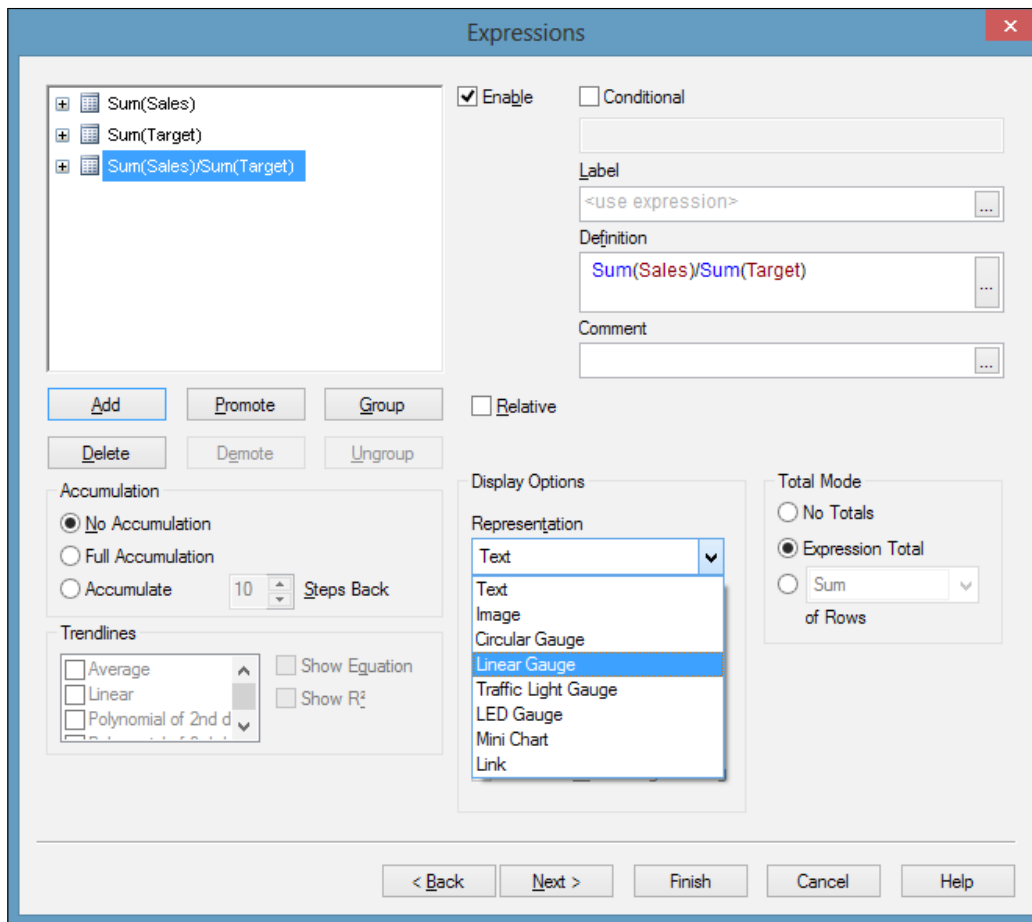 Expressions
Sum(Sales)
Sum(Target)
Sum(Sales)/Sum(Target)
Enable
Conditional
Label
<use expression>
...
Definition
Sum(Sales)/Sum(Target)
...
Comment
...
Add
Promote
Group
Relative
Delete
Demote
Ungroup
Accumulation
No Accumulation
Full Accumulation
Accumulate
10
Steps Back
Display Options
Representation
Text
Text
Image
Circular Gauge
Linear Gauge
Traffic Light Gauge
LED Gauge
Mini Chart
Link
Total Mode
No Totals
Expression Total
Sum
of Rows
Trendlines
Average
Linear
Polynomial of 2nd d
Show Equation
Show R²
< Back
Next >
Finish
Cancel
Help